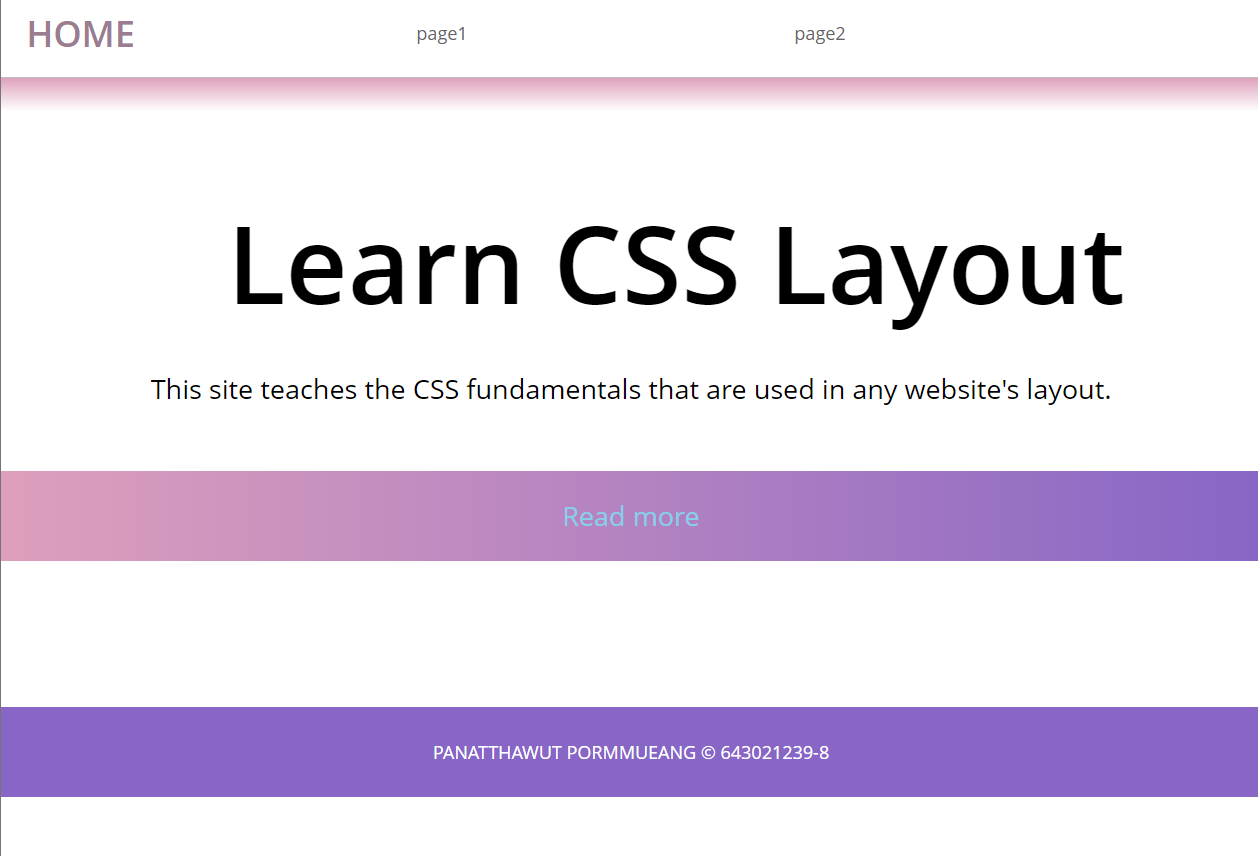 HOME page1 page2
Learn CSS Layout
This site teaches the CSS fundamentals that are used in any website's layout.
Read more
PANATTHAWUT PORMMUEANG © 643021239-8